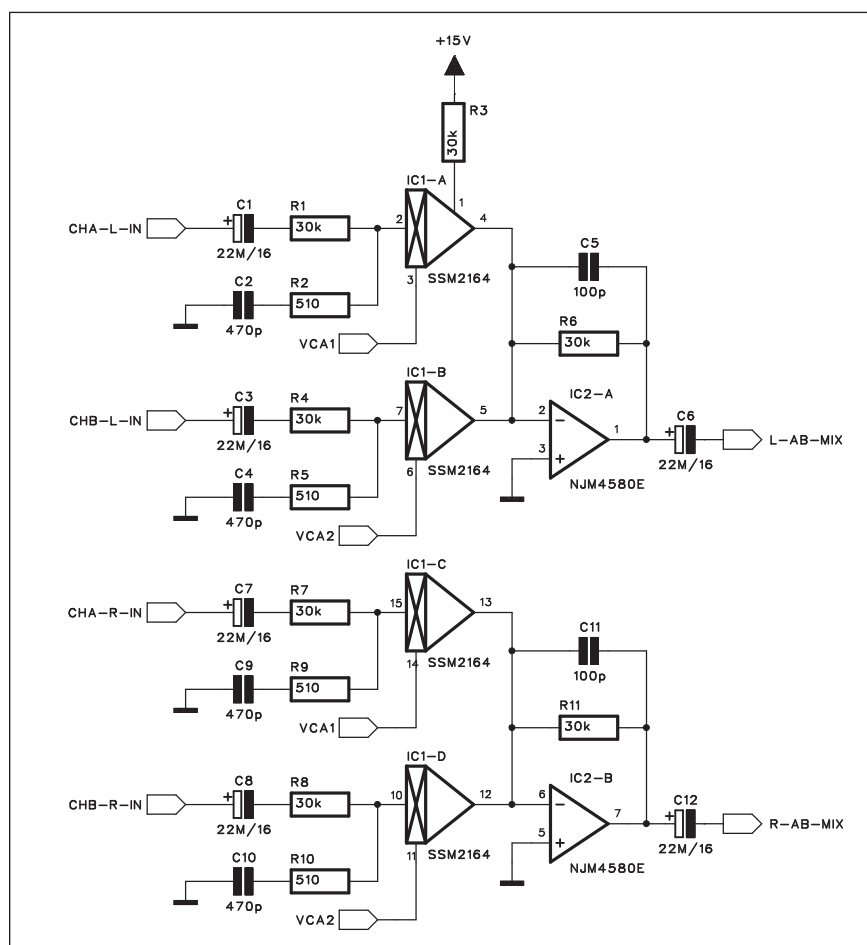 +15V
R3
30k
IC1-A
CHA-L-IN
C1
+
22M/16
R1
30k
2
1
4
3
SSM2164
C2
470p
R2
510
VCA1
C5
100p
R6
30k
IC1-B
CHB-L-IN
C3
+
22M/16
R4
30k
7
5
6
SSM2164
C4
470p
R5
510
VCA2
IC2-A
2
−
3
+
1
NJM4580E
C6
+
22M/16
L-AB-MIX
IC1-C
CHA-R-IN
C7
+
22M/16
R7
30k
15
13
14
SSM2164
C9
470p
R9
510
VCA1
C11
100p
R11
30k
IC1-D
CHB-R-IN
C8
+
22M/16
R8
30k
10
12
11
SSM2164
C10
470p
R10
510
VCA2
IC2-B
6
−
5
+
7
NJM4580E
C12
+
22M/16
R-AB-MIX